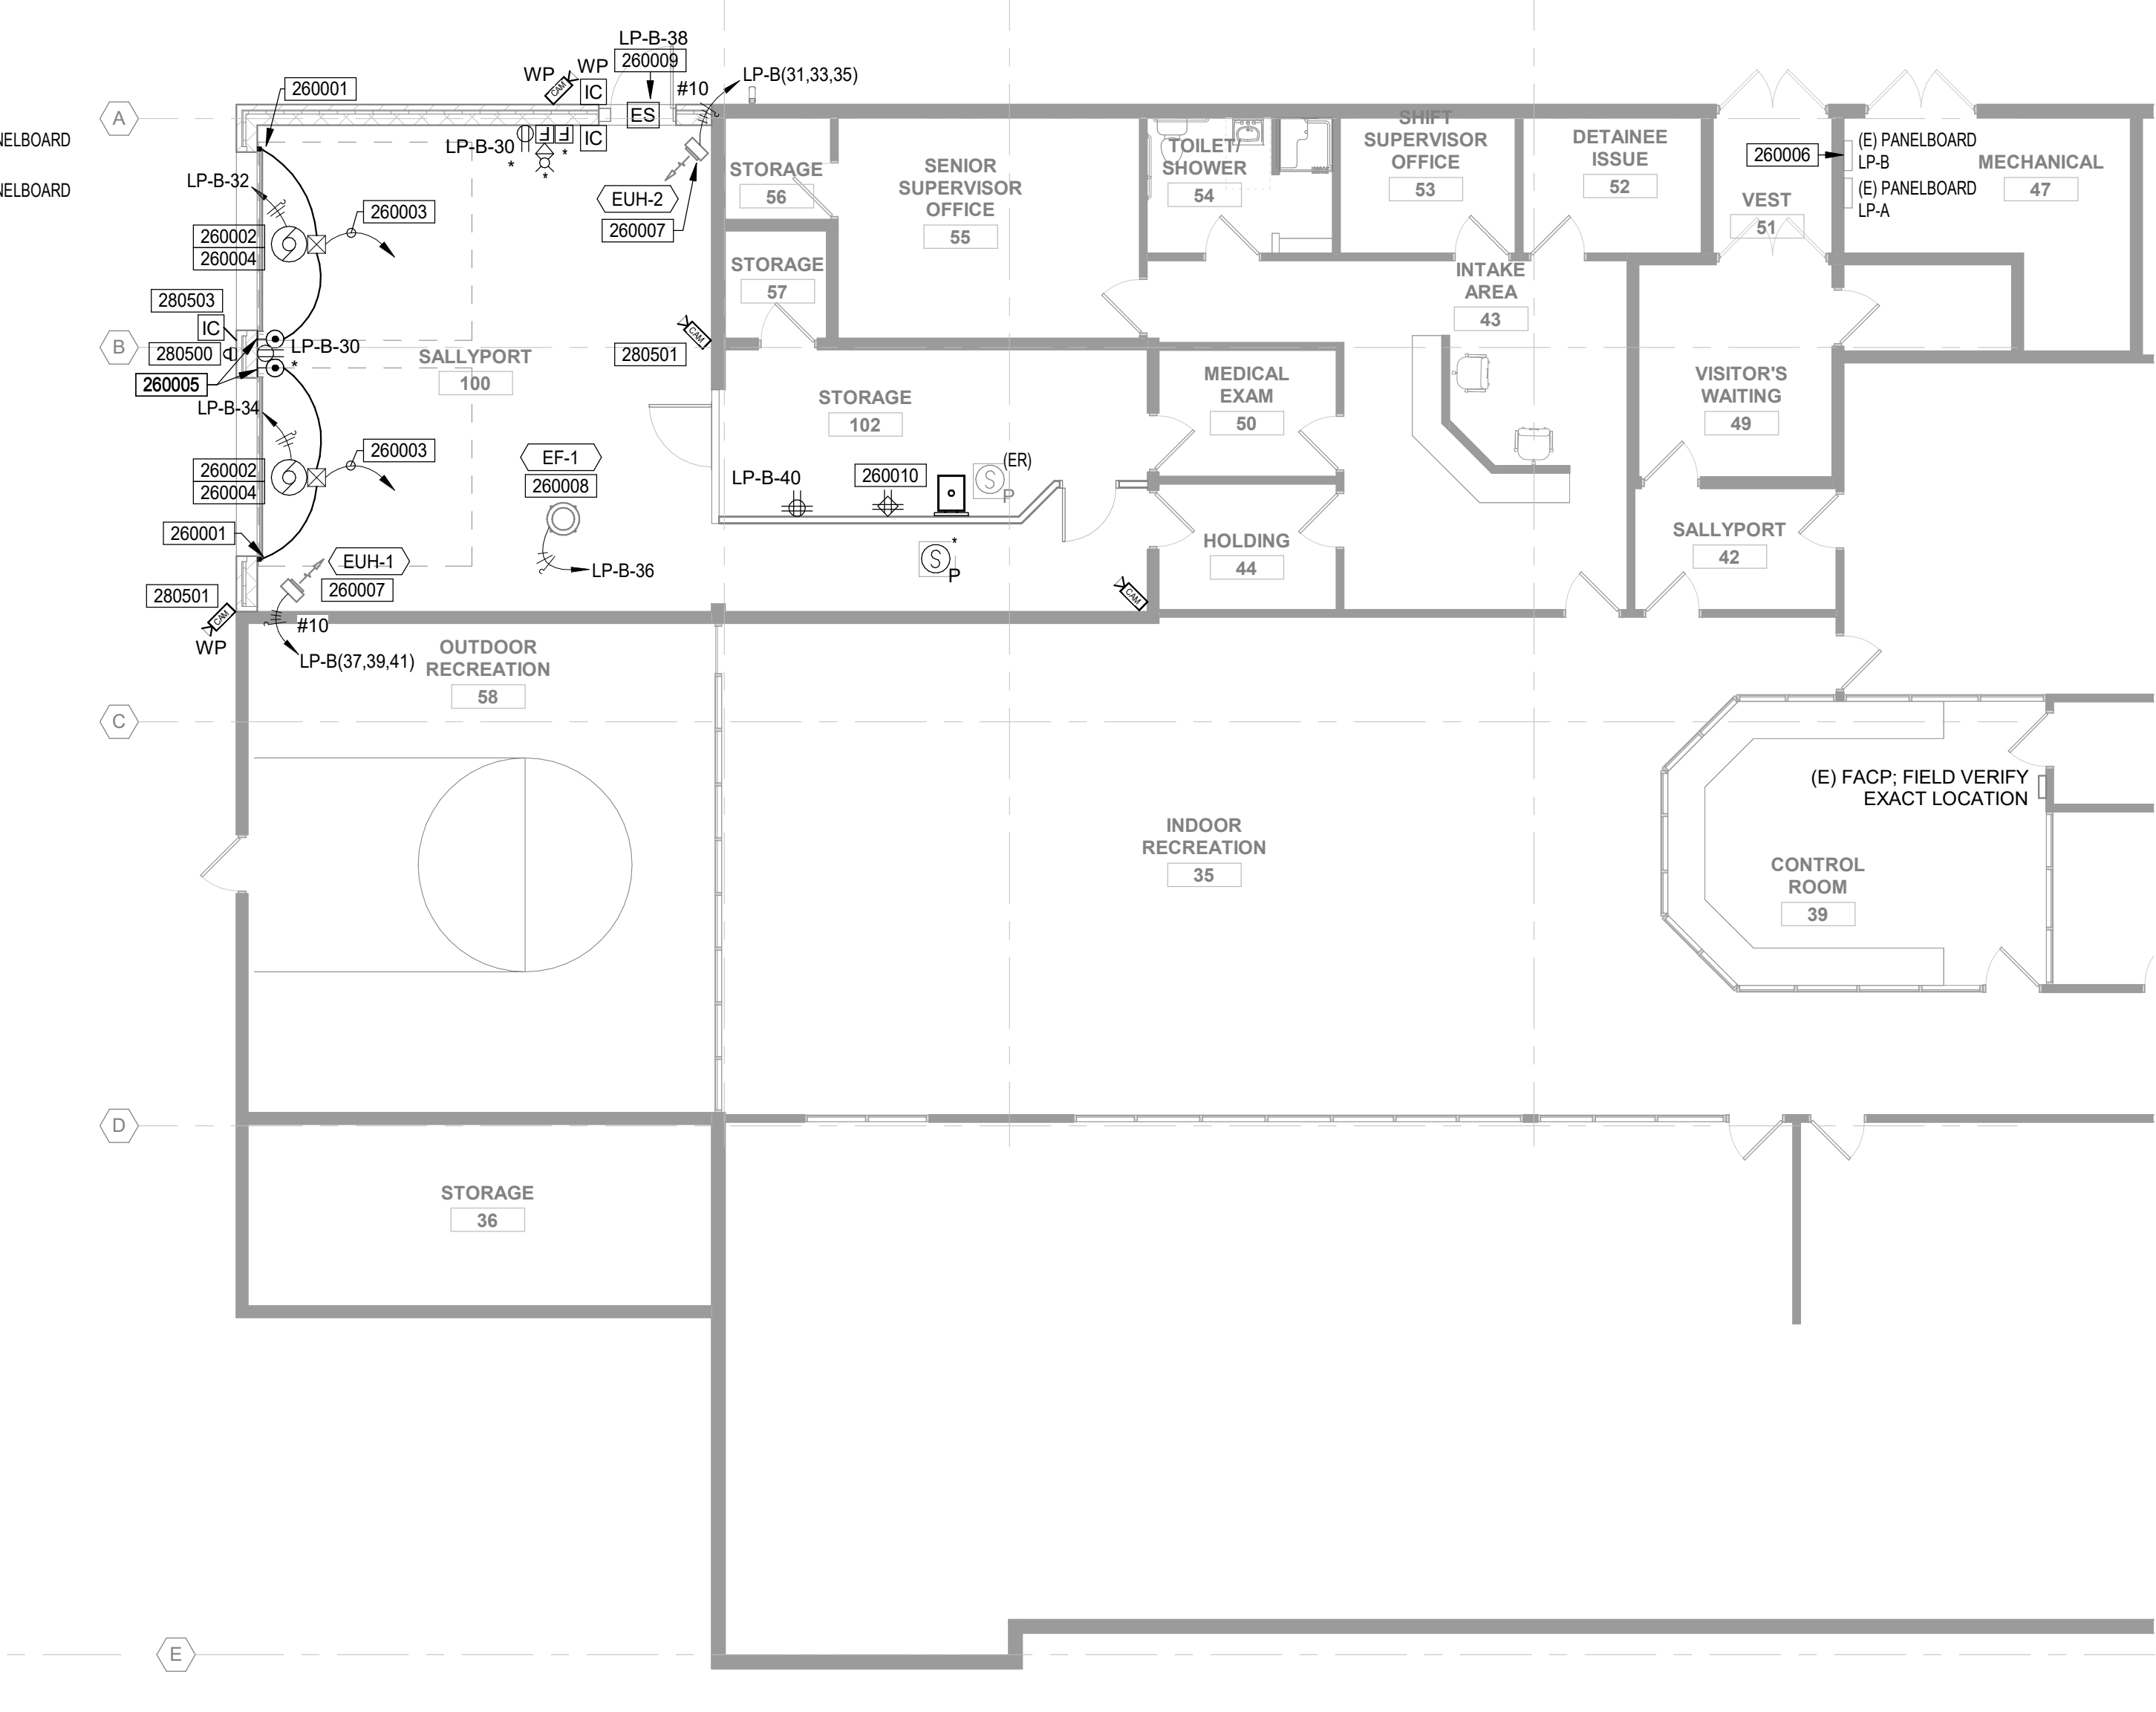 LP-B-38
260009
WP
WP
CAM
IC
#10
LP-B(31,33,35)
260001
ES
A
NELBOARD
NELBOARD
LP-B-30
*
*
*
IC
LP-B-32
260003
260002
260004
EUH-2
260007
STORAGE
56
SENIOR
SUPERVISOR
OFFICE
55
TOILET/
SHOWER
54
SHIFT
SUPERVISOR
OFFICE
53
DETAINEE
ISSUE
52
VEST
51
260006
(E) PANELBOARD
LP-B
(E) PANELBOARD
LP-A
MECHANICAL
47
STORAGE
57
INTAKE
AREA
43
280503
IC
B
280500
LP-B-30
*
260005
SALLYPORT
100
CAM
280501
STORAGE
102
MEDICAL
EXAM
50
VISITOR'S
WAITING
49
LP-B-34
260003
260002
260004
EF-1
260008
LP-B-40
260010
S
(ER)
P
260001
EUH-1
260007
LP-B-36
S
*
P
HOLDING
44
SALLYPORT
42
280501
CAM
WP
#10
LP-B(37,39,41)
CAM
OUTDOOR
RECREATION
58
C
(E) FACP; FIELD VERIFY
EXACT LOCATION
INDOOR
RECREATION
35
CONTROL
ROOM
39
D
STORAGE
36
E